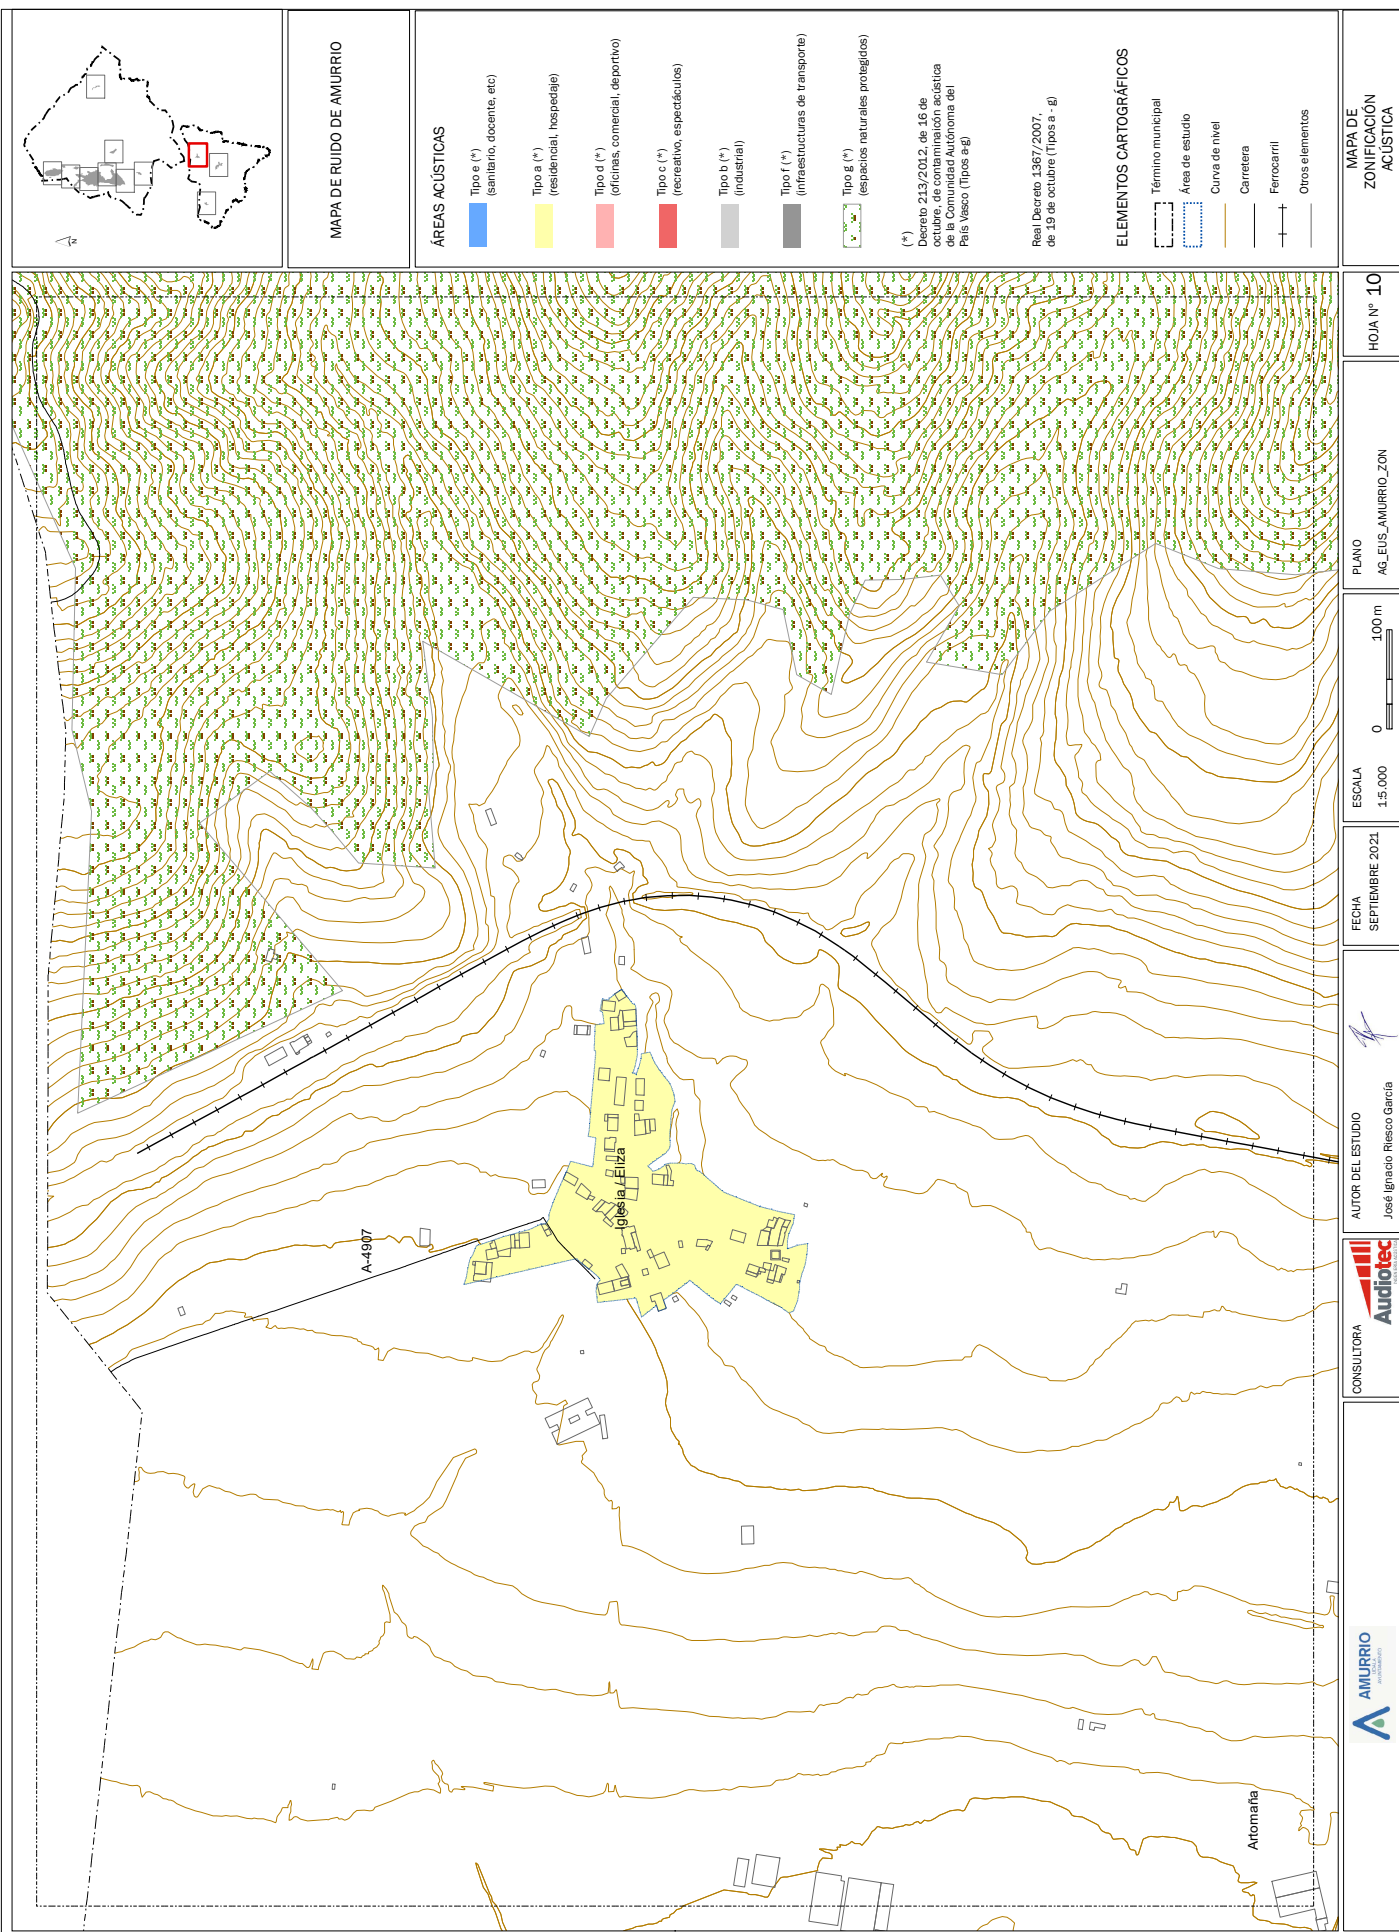 N
MAPA DE RUIDO DE AMURRIO
ÁREAS ACÚSTICAS
Tipo e (*)
(sanitario, docente, etc)
Tipo a (*)
(residencial, hospedaje)
Tipo d (*)
(oficinas, comercial, deportivo)
Tipo c (*)
(recreativo, espectáculos)
Tipo b (*)
(industrial)
Tipo f (*)
(infraestructuras de transporte)
Tipo g (*)
(espacios naturales protegidos)
(*)
Decreto 213/2012, de 16 de
octubre, de contaminaición acústica
de la Comunidad Autónoma del
País Vasco (Tipos a-g)
Real Decreto 1367/2007,
de 19 de octubre (Tipos a - g)
ELEMENTOS CARTOGRÁFICOS
Término municipal
Área de estudio
Curva de nivel
Carretera
Ferrocarril
Otros elementos
A-4907
Iglesia / Eliza
Artomaña
AMURRIO
UDALA
AYUNTAMIENTO
CONSULTORA
Audiotec
AUTOR DEL ESTUDIO
José Ignacio Riesco García
FECHA
SEPTIEMBRE 2021
ESCALA
1:5.000
0 100 m
PLANO
AG_EUS_AMURRIO_ZON
HOJA Nº 10
MAPA DE
ZONIFICACIÓN
ACÚSTICA